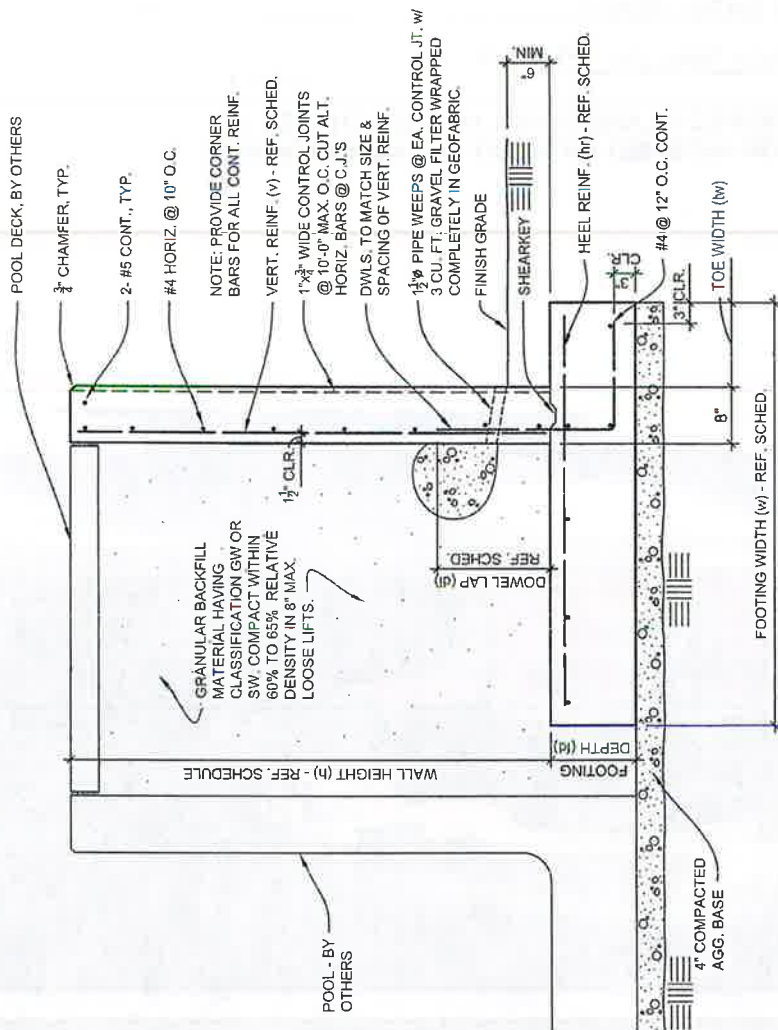 POOL DECK, BY OTHERS
3/4" CHAMFER, TYP.
2- #5 CONT., TYP.
#4 HORIZ. @ 10" O.C.
NOTE: PROVIDE CORNER
BARS FOR ALL CONT. REINF.
VERT. REINF. (v) - REF. SCHED.
1"x3/4" WIDE CONTROL JOINTS
@ 10'-0" MAX. O.C. CUT ALT.
HORIZ. BARS @ C.J.'S
DWLS. TO MATCH SIZE &
SPACING OF VERT. REINF.
1 1/2"ø PIPE WEEPS @ EA. CONTROL JT. w/
3 CU. FT. GRAVEL FILTER WRAPPED
COMPLETELY IN GEOFABRIC.
FINISH GRADE
SHEARKEY
6"
MIN.
HEEL REINF. (hr) - REF. SCHED.
3"
CLR.
#4 @ 12" O.C. CONT.
3" CLR.
TOE WIDTH (tw)
8"
1 1/2" CLR.
GRANULAR BACKFILL
MATERIAL HAVING
CLASSIFICATION GW OR
SW. COMPACT WITHIN
60% TO 65% RELATIVE
DENSITY IN 8" MAX.
LOOSE LIFTS.
DOWEL LAP (dl)
REF. SCHED.
WALL HEIGHT (h) - REF. SCHEDULE
FOOTING
DEPTH (fd)
FOOTING WIDTH (w) - REF. SCHED.
POOL - BY
OTHERS
4" COMPACTED
AGG. BASE